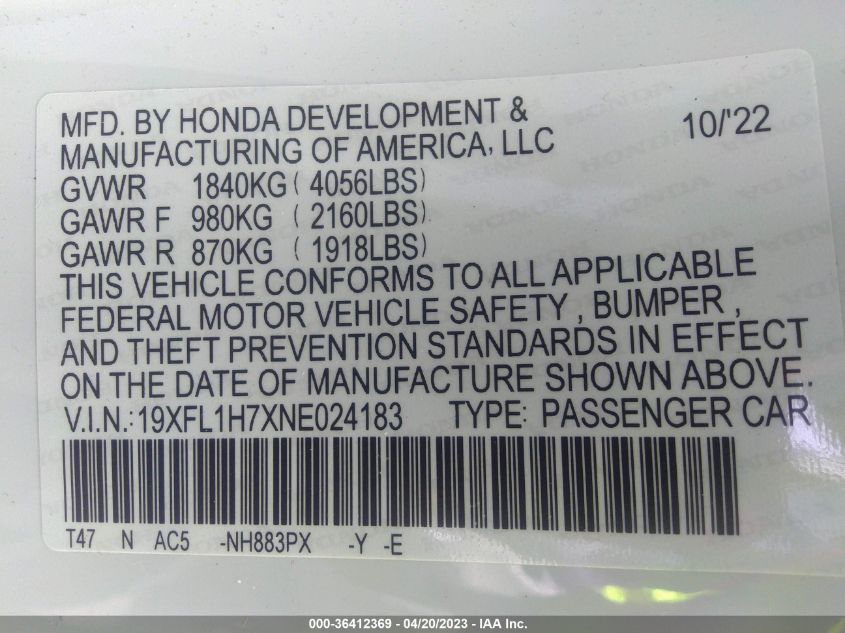 MFD. BY HONDA DEVELOPMENT &
MANUFACTURING OF AMERICA, LLC
10/'22
GVWR 1840KG ( 4056LBS)
GAWR F 980KG ( 2160LBS)
GAWR R 870KG ( 1918LBS)
THIS VEHICLE CONFORMS TO ALL APPLICABLE
FEDERAL MOTOR VEHICLE SAFETY , BUMPER ,
AND THEFT PREVENTION STANDARDS IN EFFECT
ON THE DATE OF MANUFACTURE SHOWN ABOVE.
V.I.N.: 19XFL1H7XNE024183 TYPE: PASSENGER CAR
T47 N AC5 -NH883PX -Y -E
000-36412369 - 04/20/2023 - IAA Inc.